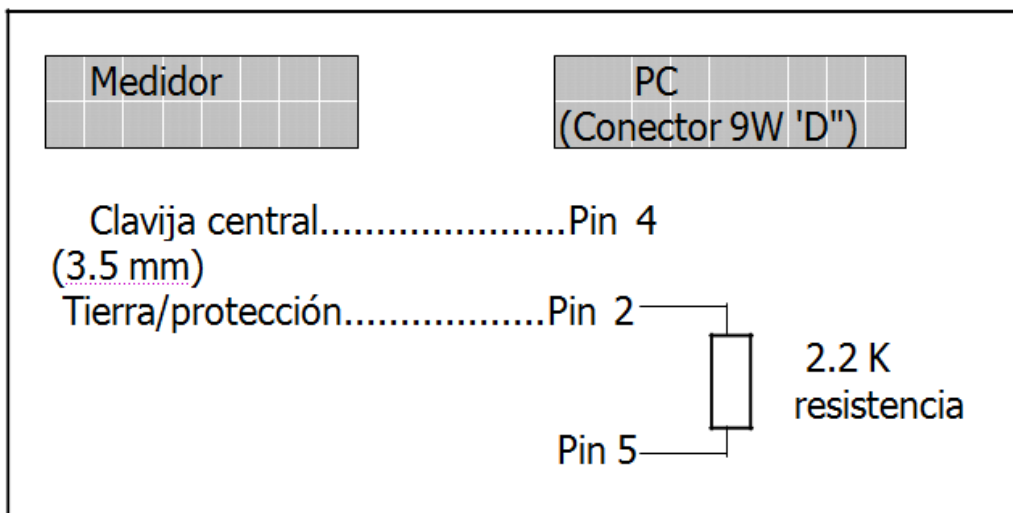 Medidor
PC
(Conector 9W 'D")
Clavija central......................Pin 4
(3.5 mm)
Tierra/protección..................Pin 2
2.2 K
resistencia
Pin 5